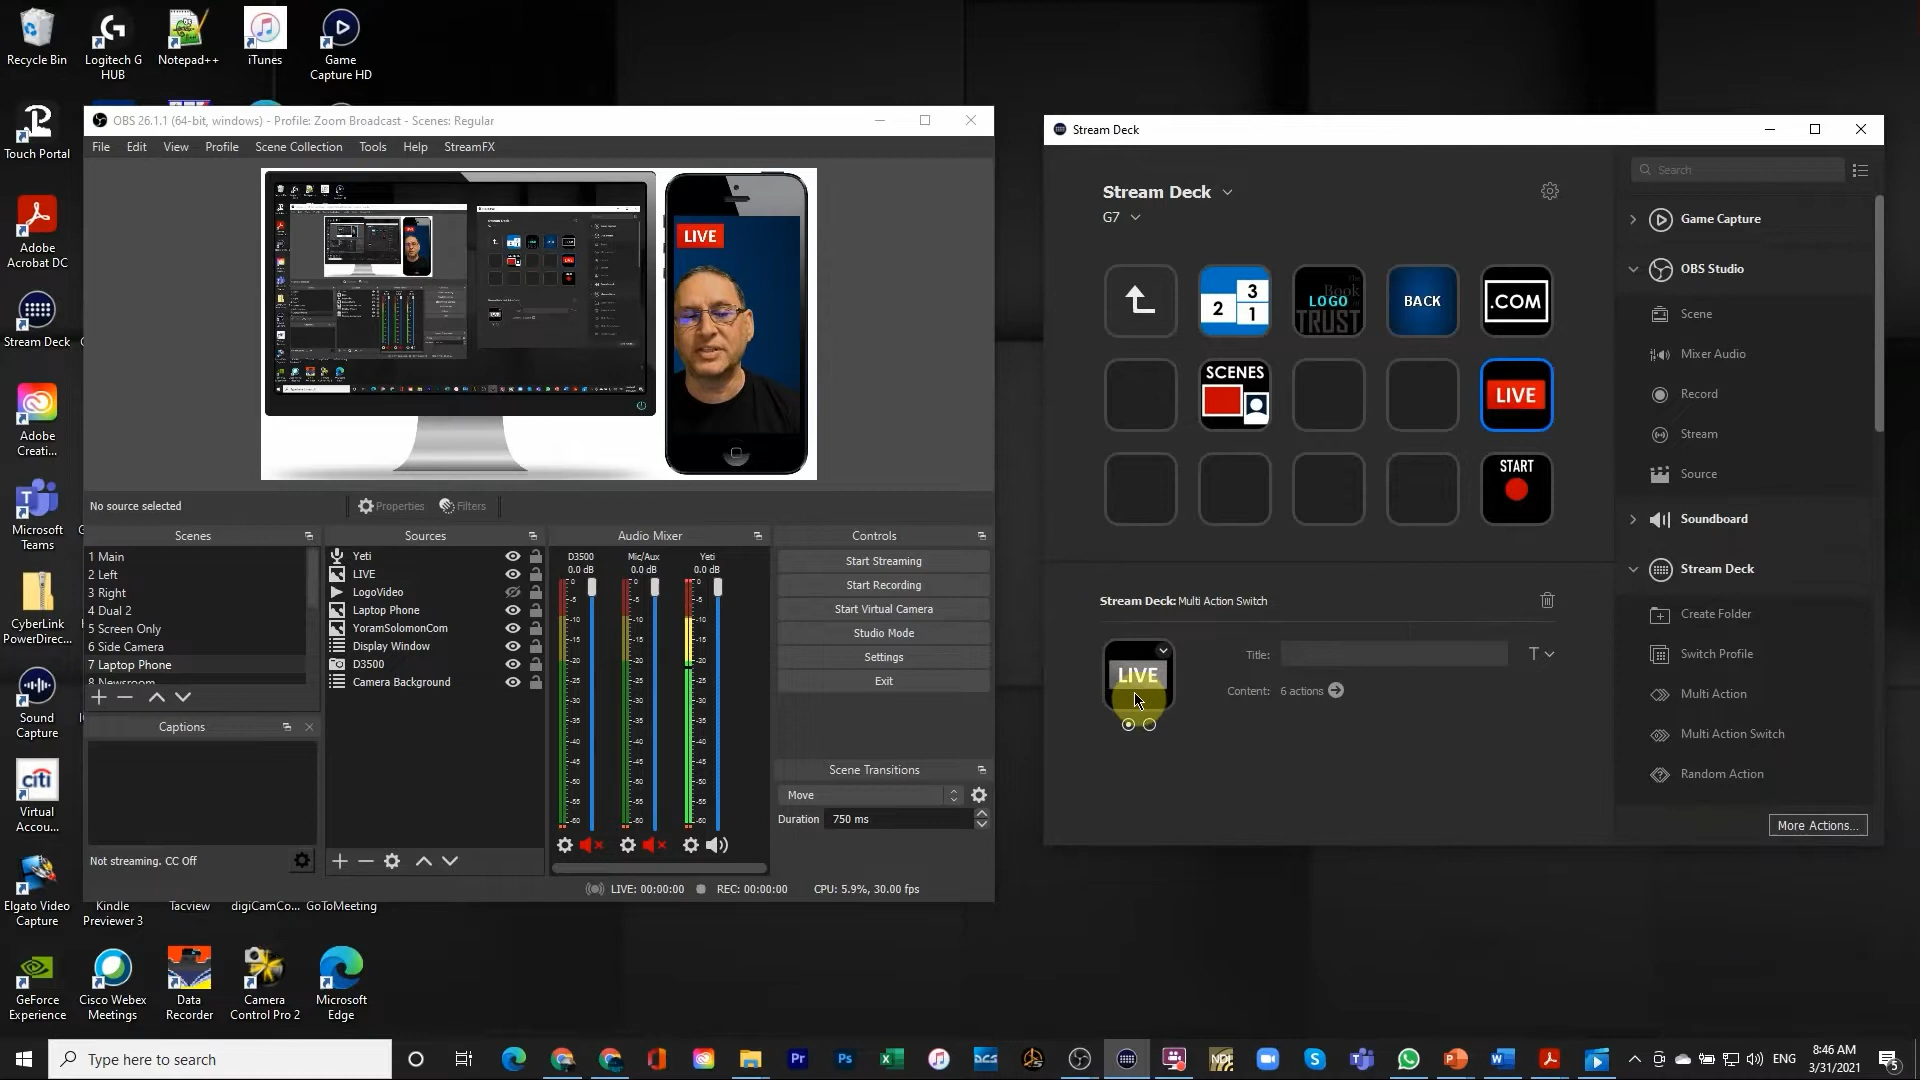 Recycle Bin
Logitech G HUB
Notepad++
iTunes
Game Capture HD
Touch Portal
Adobe Acrobat DC
Stream Deck
Adobe Creati...
Microsoft Teams
CyberLink PowerDirec...
Sound Capture
Virtual Accou...
Elgato Video Capture
Kindle Previewer 3
Tacview
digiCamCo...
GoToMeeting
GeForce Experience
Cisco Webex Meetings
Data Recorder
Camera Control Pro 2
Microsoft Edge
citi
OBS 26.1.1 (64-bit, windows) - Profile: Zoom Broadcast - Scenes: Regular
File Edit View Profile Scene Collection Tools Help StreamFX
LIVE
No source selected
Properties
Filters
Scenes
1 Main
2 Left
3 Right
4 Dual 2
5 Screen Only
6 Side Camera
7 Laptop Phone
8 Newsroom
Captions
Not streaming. CC Off
Sources
Yeti
LIVE
LogoVideo
Laptop Phone
YoramSolomonCom
Display Window
D3500
Camera Background
Audio Mixer
D3500 Mic/Aux Yeti
0.0 dB 0.0 dB 0.0 dB
Controls
Start Streaming
Start Recording
Start Virtual Camera
Studio Mode
Settings
Exit
Scene Transitions
Move
Duration 750 ms
LIVE: 00:00:00 REC: 00:00:00 CPU: 5.9%, 30.00 fps
Stream Deck
Stream Deck
G7
3
2 1
The Book of TRUST
LOGO
BACK
.COM
SCENES
LIVE
START
Stream Deck: Multi Action Switch
LIVE
Title:
T
Content: 6 actions
Search
Game Capture
OBS Studio
Scene
Mixer Audio
Record
Stream
Source
Soundboard
Stream Deck
Create Folder
Switch Profile
Multi Action
Multi Action Switch
Random Action
More Actions...
Type here to search
Pr
Ps
NDI
DCS
ENG
8:46 AM
3/31/2021
5